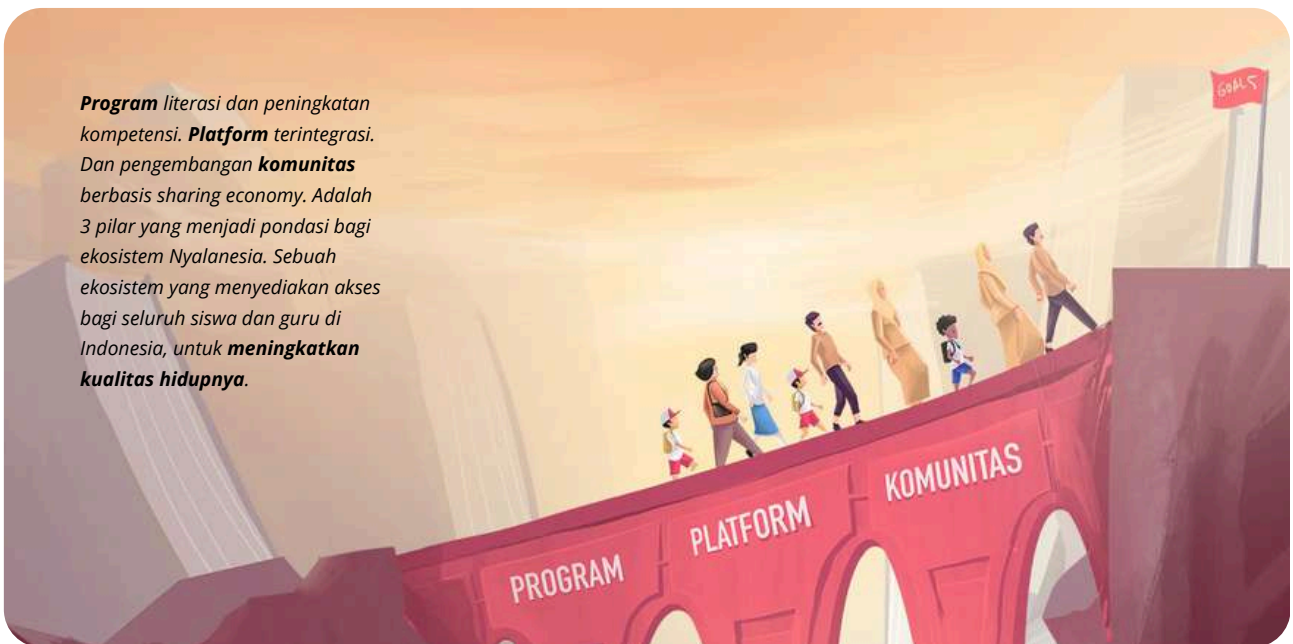 Program literasi dan peningkatan
kompetensi. Platform terintegrasi.
Dan pengembangan komunitas
berbasis sharing economy. Adalah
3 pilar yang menjadi pondasi bagi
ekosistem Nyalanesia. Sebuah
ekosistem yang menyediakan akses
bagi seluruh siswa dan guru di
Indonesia, untuk meningkatkan
kualitas hidupnya.
GOALS
PROGRAM
PLATFORM
KOMUNITAS